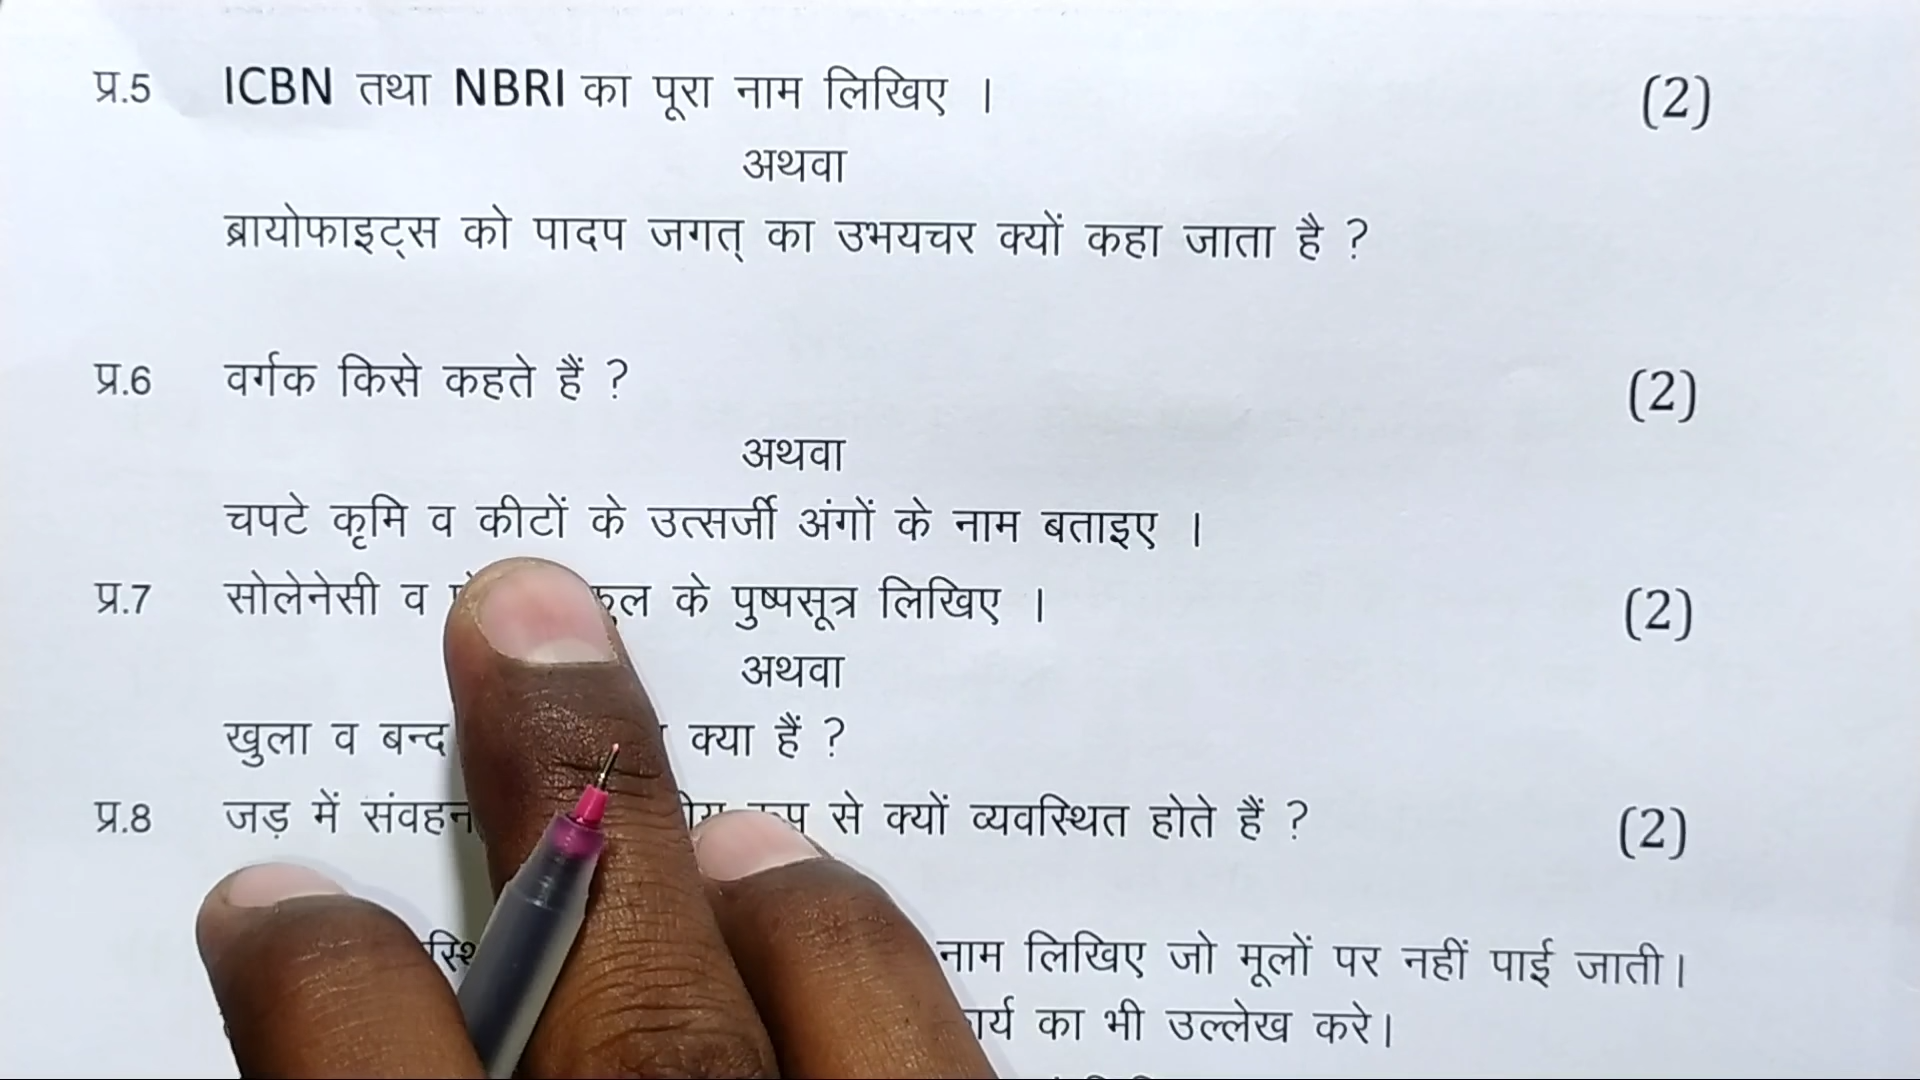 प्र.5 ICBN तथा NBRI का पूरा नाम लिखिए । (2)
अथवा
ब्रायोफाइट्स को पादप जगत् का उभयचर क्यों कहा जाता है ?
प्र.6 वर्गक किसे कहते हैं ? (2)
अथवा
चपटे कृमि व कीटों के उत्सर्जी अंगों के नाम बताइए ।
प्र.7 सोलेनेसी व के पुष्पसूत्र लिखिए । (2)
अथवा
खुला व बन्द क्या हैं ?
प्र.8 जड़ में संवहन से क्यों व्यवस्थित होते हैं ? (2)
नाम लिखिए जो मूलों पर नहीं पाई जाती।
का भी उल्लेख करे।